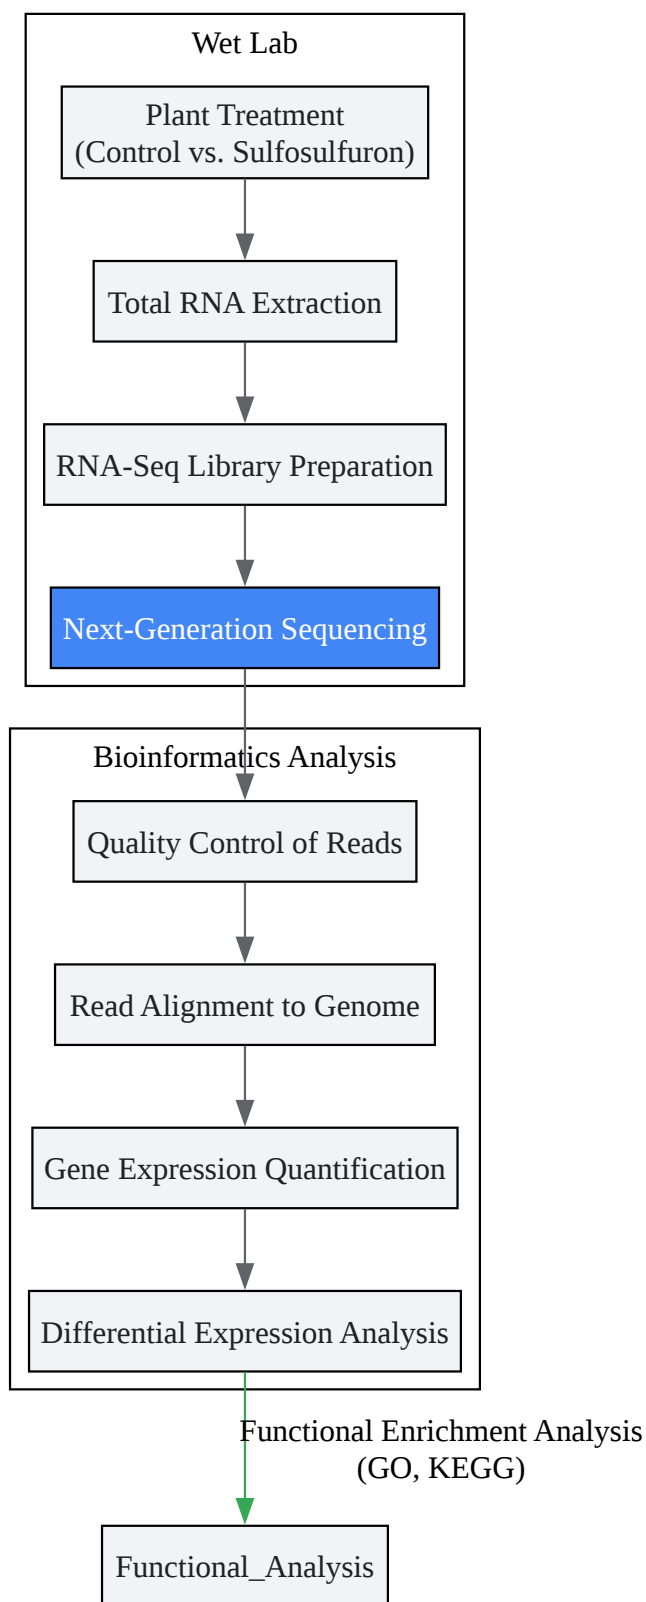 Wet Lab
Plant Treatment
(Control vs. Sulfosulfuron)
Total RNA Extraction
RNA-Seq Library Preparation
Next-Generation Sequencing
Bioinformatics Analysis
Quality Control of Reads
Read Alignment to Genome
Gene Expression Quantification
Differential Expression Analysis
Functional Enrichment Analysis
(GO, KEGG)
Functional_Analysis